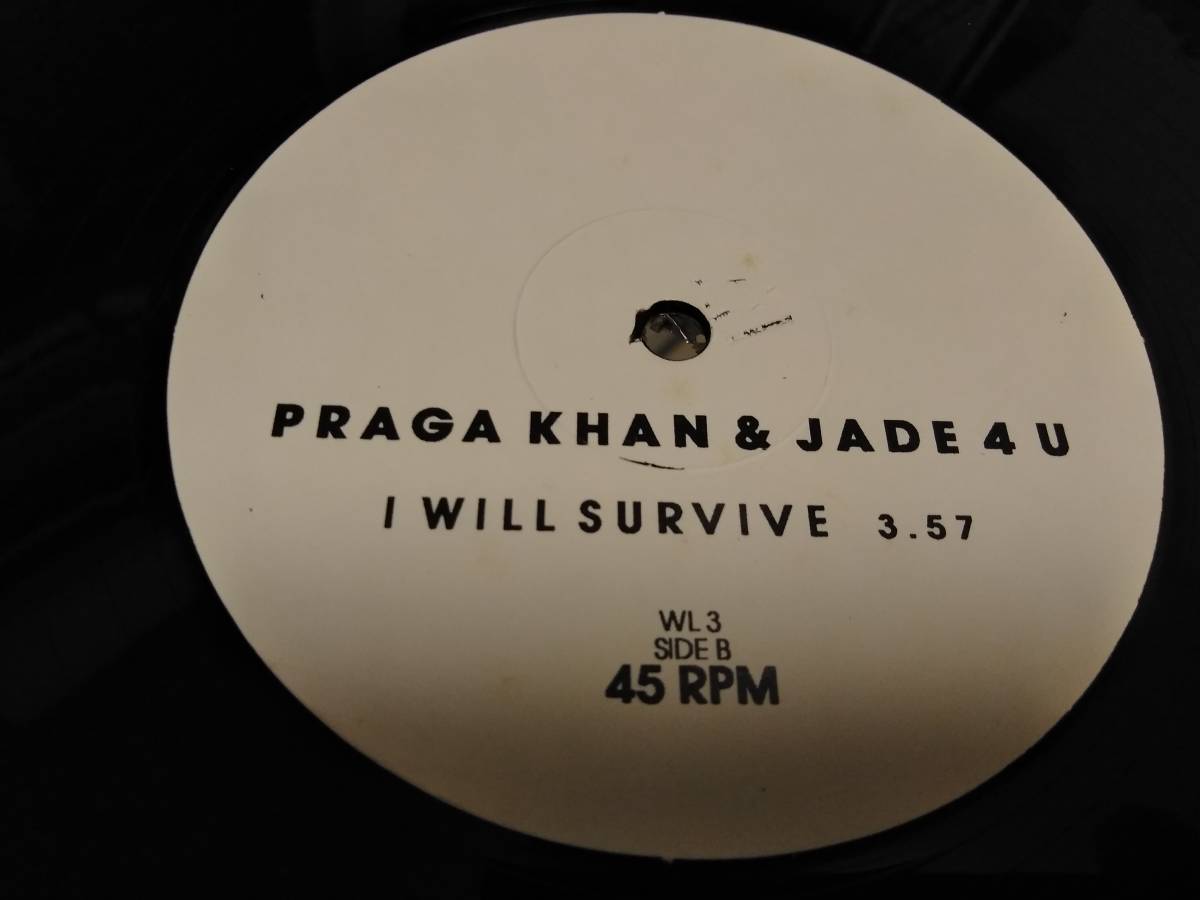 PRAGA KHAN & JADE 4 U
I WILL SURVIVE 3.57
WL 3
SIDE B
45 RPM